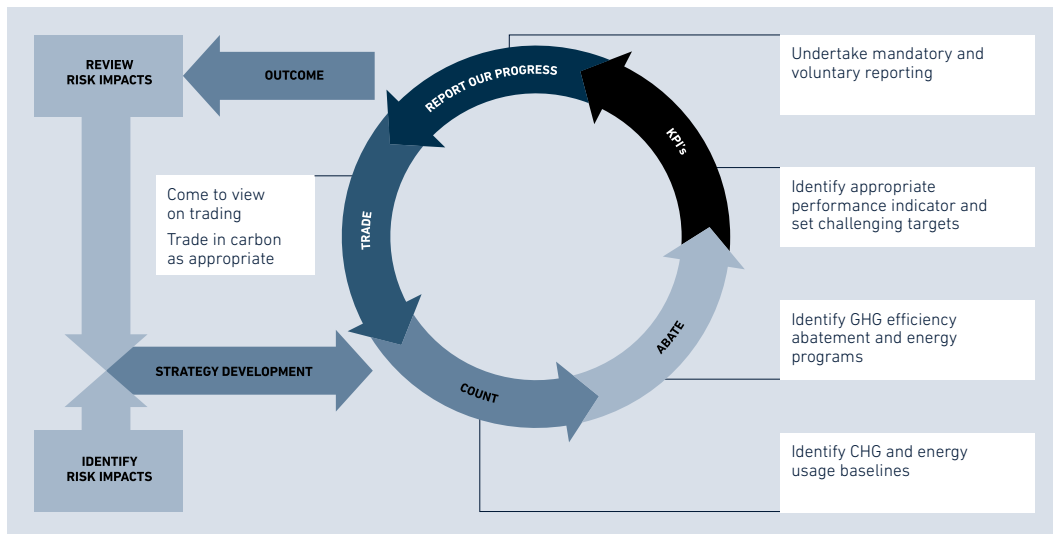 REVIEW
RISK IMPACTS
OUTCOME
REPORT OUR PROGRESS
Undertake mandatory and
voluntary reporting
KPI's
Identify appropriate
performance indicator and
set challenging targets
Come to view
on trading
Trade in carbon
as appropriate
TRADE
Identify GHG efficiency
abatement and energy
programs
ABATE
STRATEGY DEVELOPMENT
COUNT
Identify CHG and energy
usage baselines
IDENTIFY
RISK IMPACTS